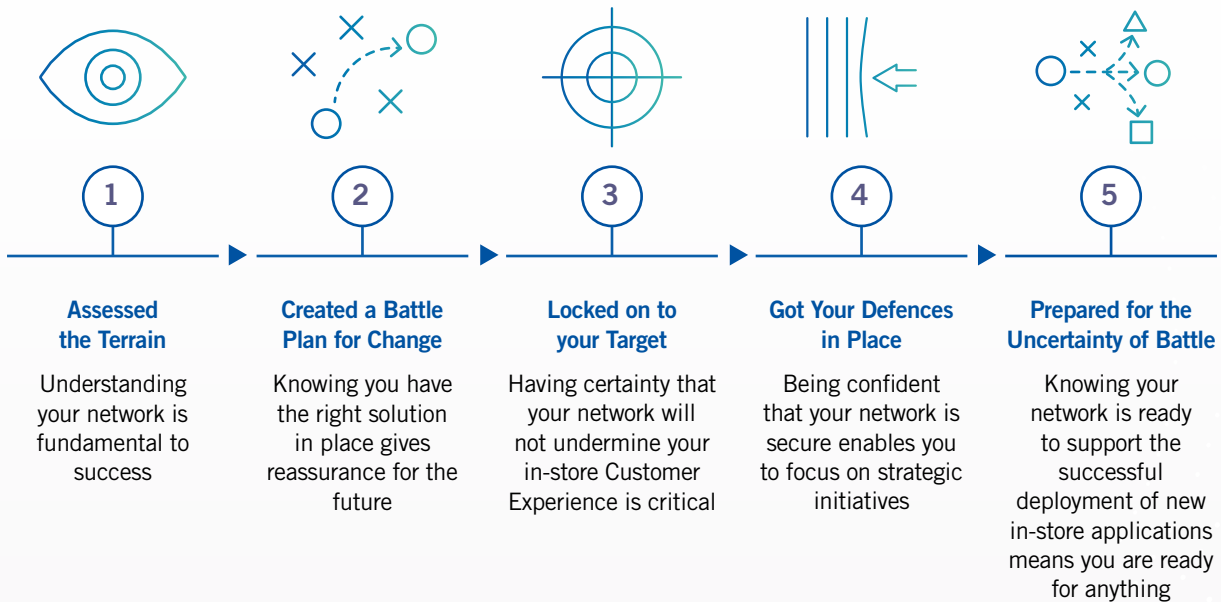 1
Assessed
the Terrain
Understanding
your network is
fundamental to
success
2
Created a Battle
Plan for Change
Knowing you have
the right solution
in place gives
reassurance for the
future
3
Locked on to
your Target
Having certainty that
your network will
not undermine your
in-store Customer
Experience is critical
4
Got Your Defences
in Place
Being confident
that your network is
secure enables you
to focus on strategic
initiatives
5
Prepared for the
Uncertainty of Battle
Knowing your
network is ready
to support the
successful
deployment of new
in-store applications
means you are ready
for anything